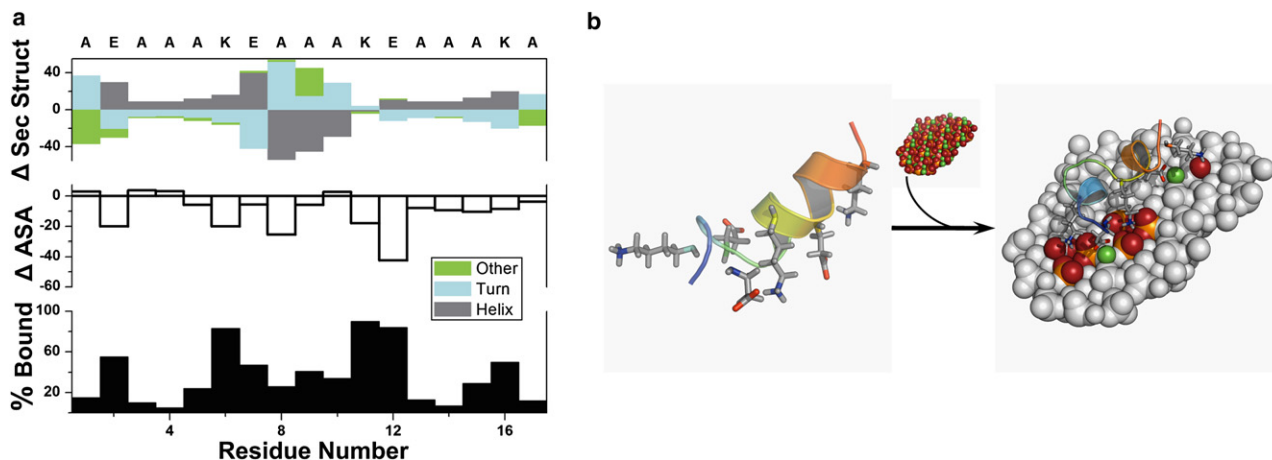 a
b
A E A A A K E A A A K E A A A K A
Δ Sec Struct
40
0
-40
Δ ASA
0
-20
-40
-60
Other
Turn
Helix
% Bound
100
60
20
4 8 12 16
Residue Number